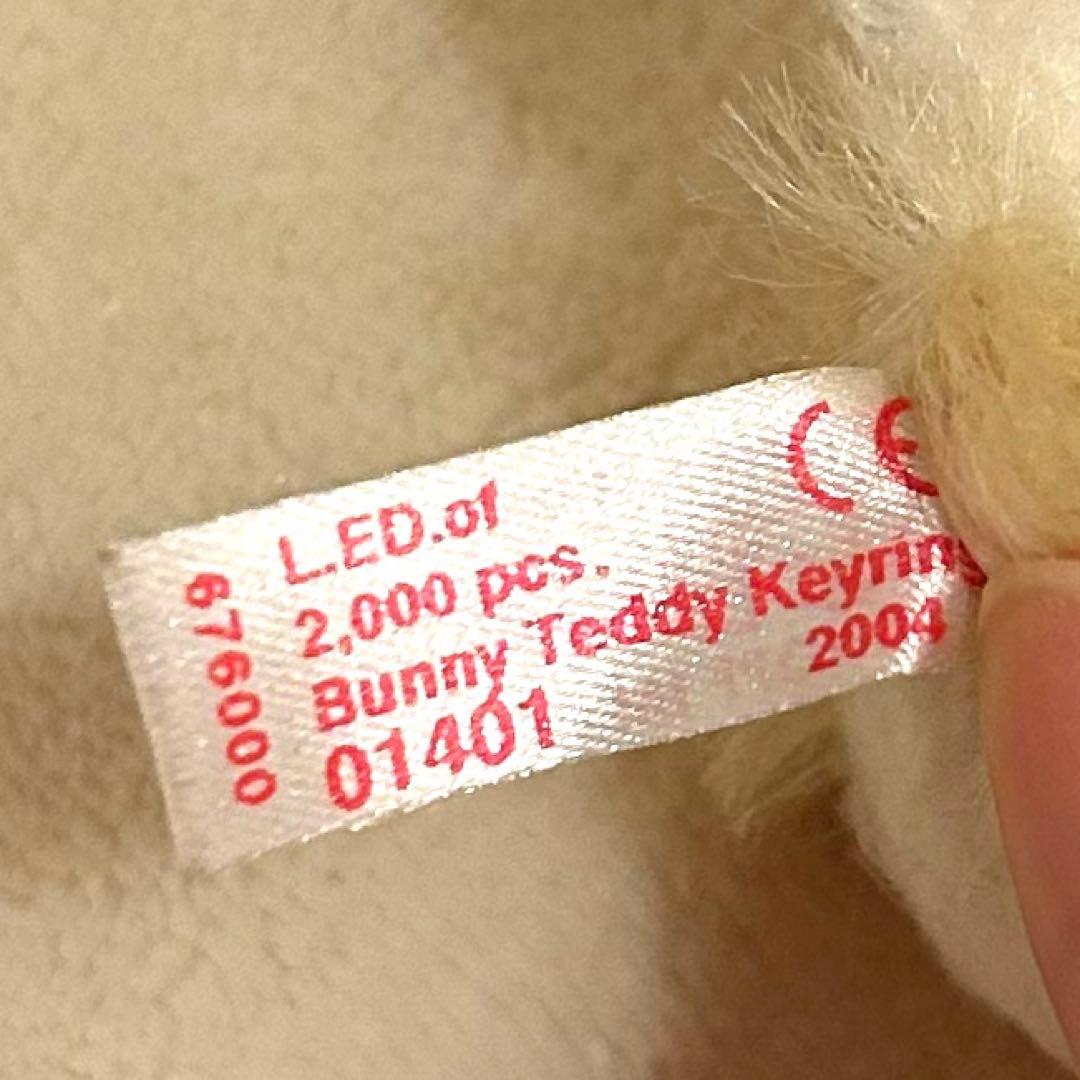 CE
L.ED.of
2,000 pcs.
Bunny Teddy Keyring
2004
01401
676000